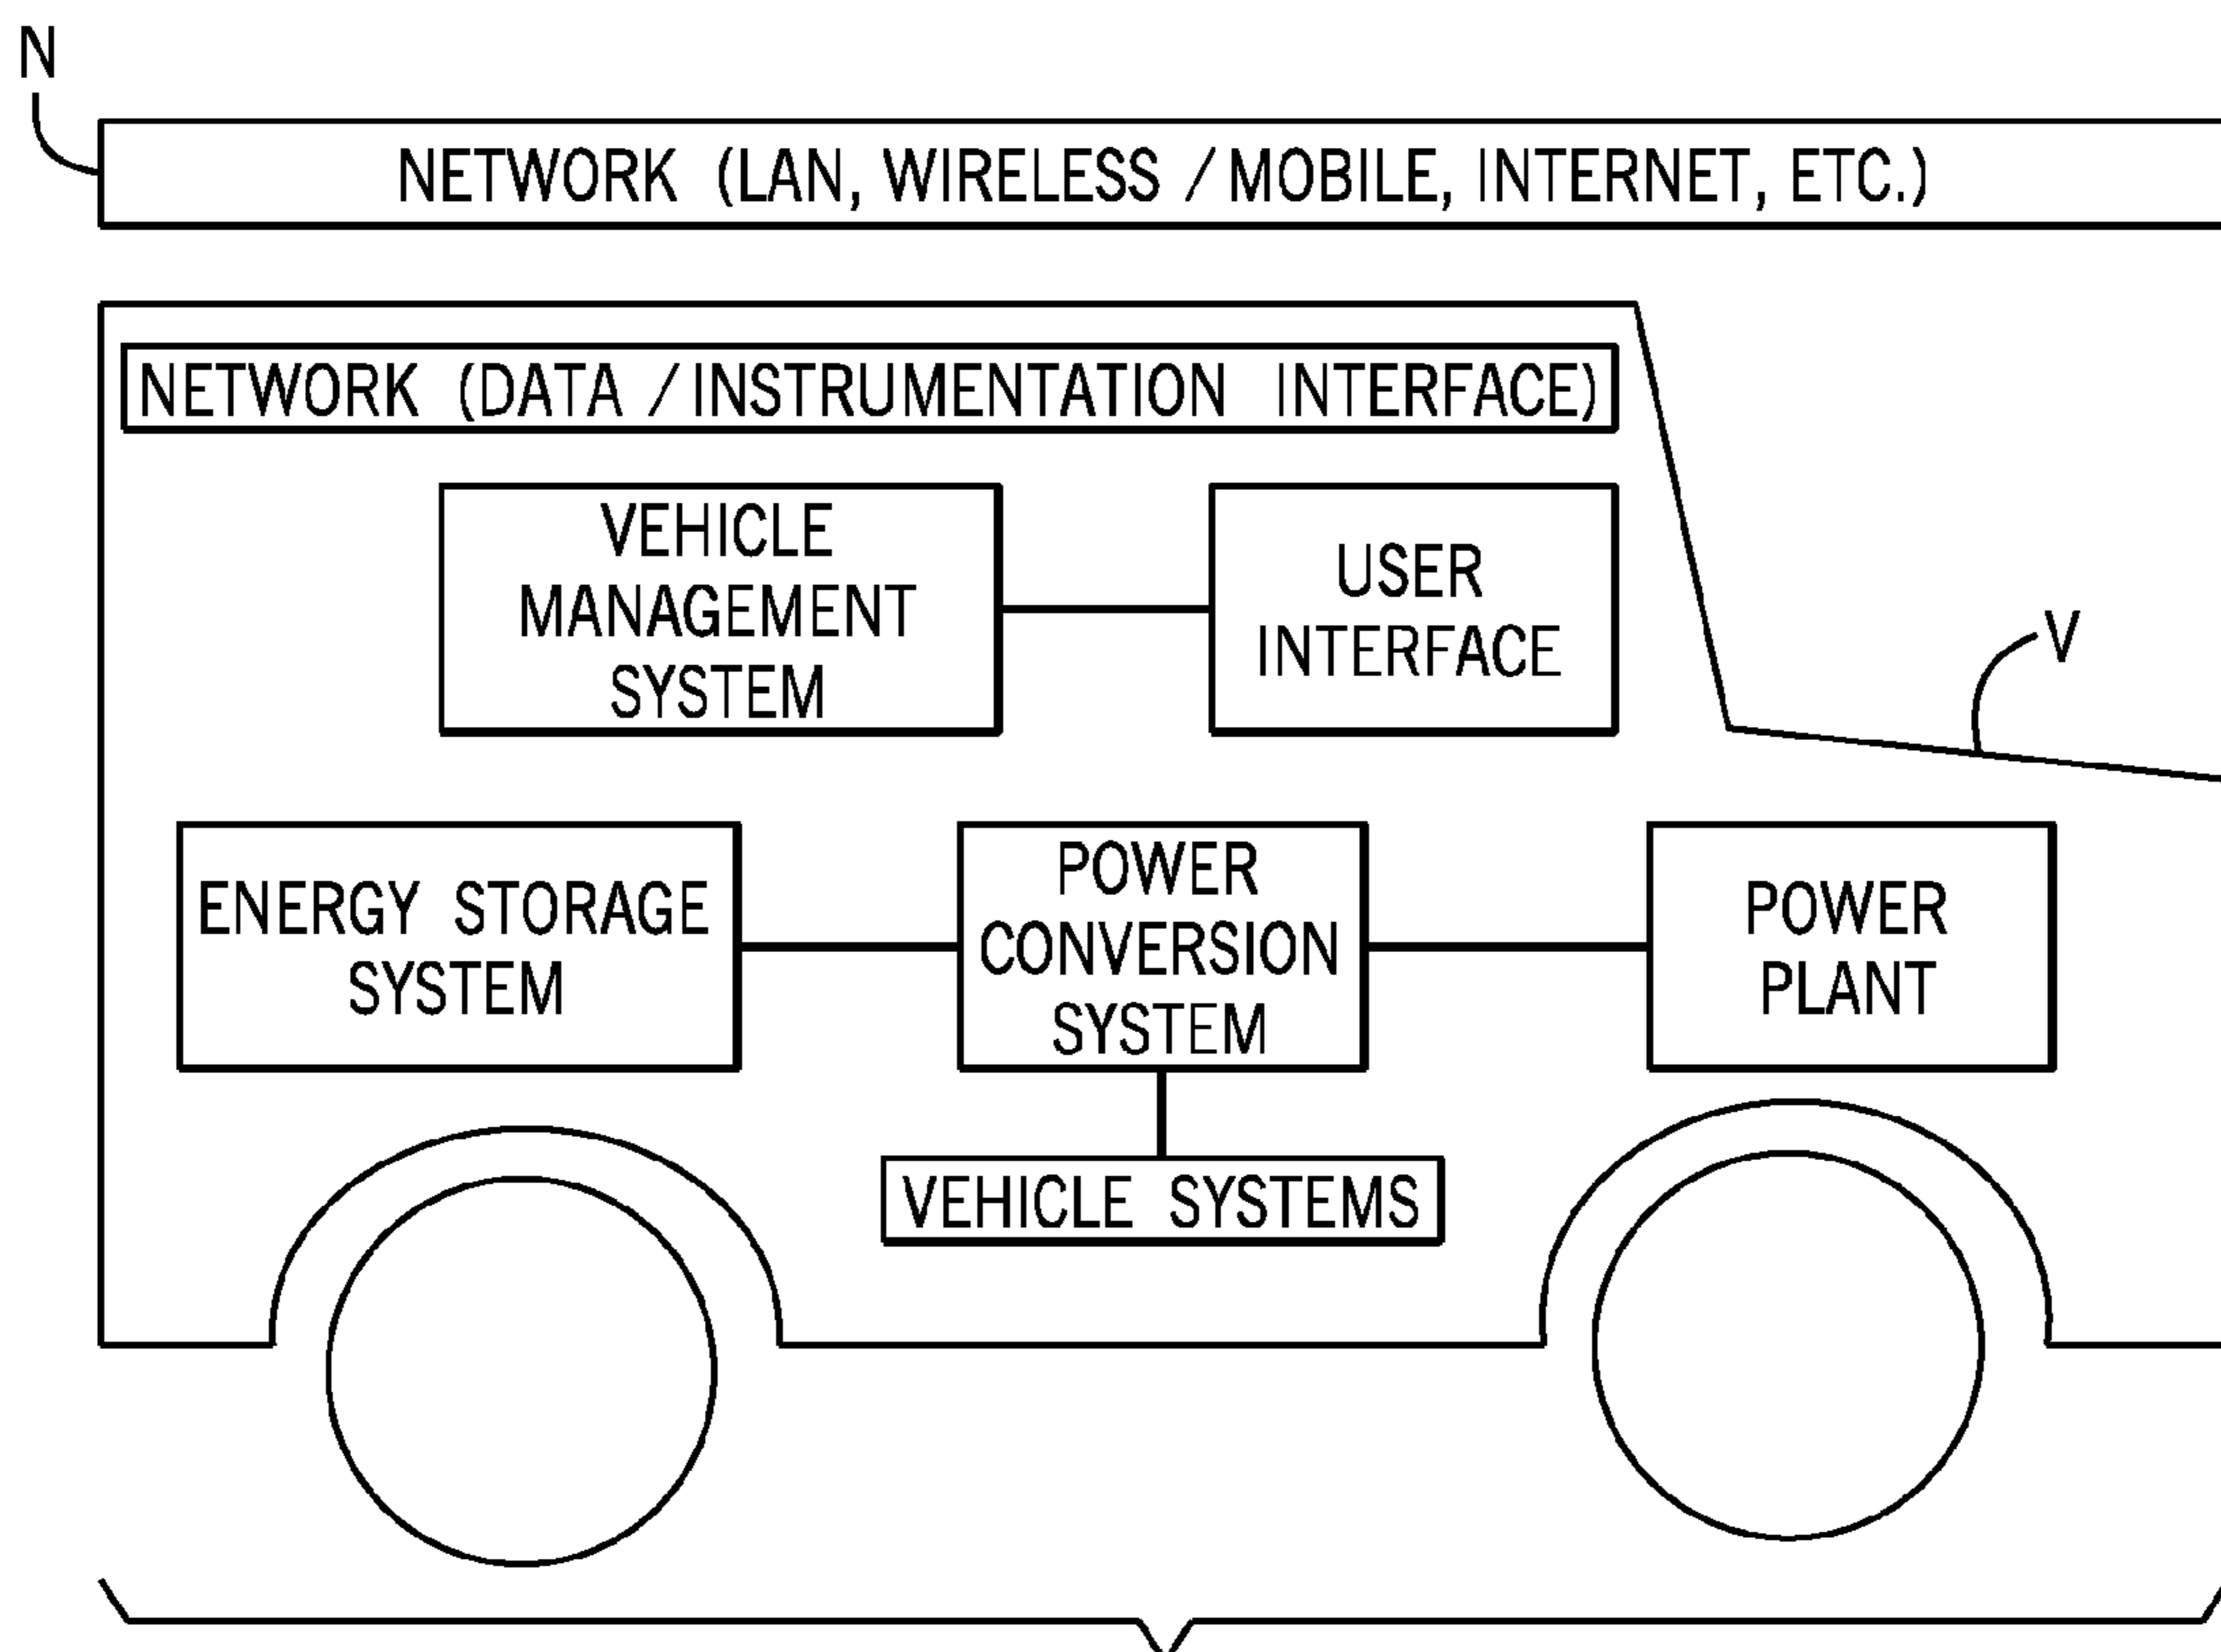 N
NETWORK (LAN, WIRELESS / MOBILE, INTERNET, ETC.)
NETWORK (DATA / INSTRUMENTATION INTERFACE)
VEHICLE
MANAGEMENT
SYSTEM
USER
INTERFACE
V
ENERGY STORAGE
SYSTEM
POWER
CONVERSION
SYSTEM
POWER
PLANT
VEHICLE SYSTEMS